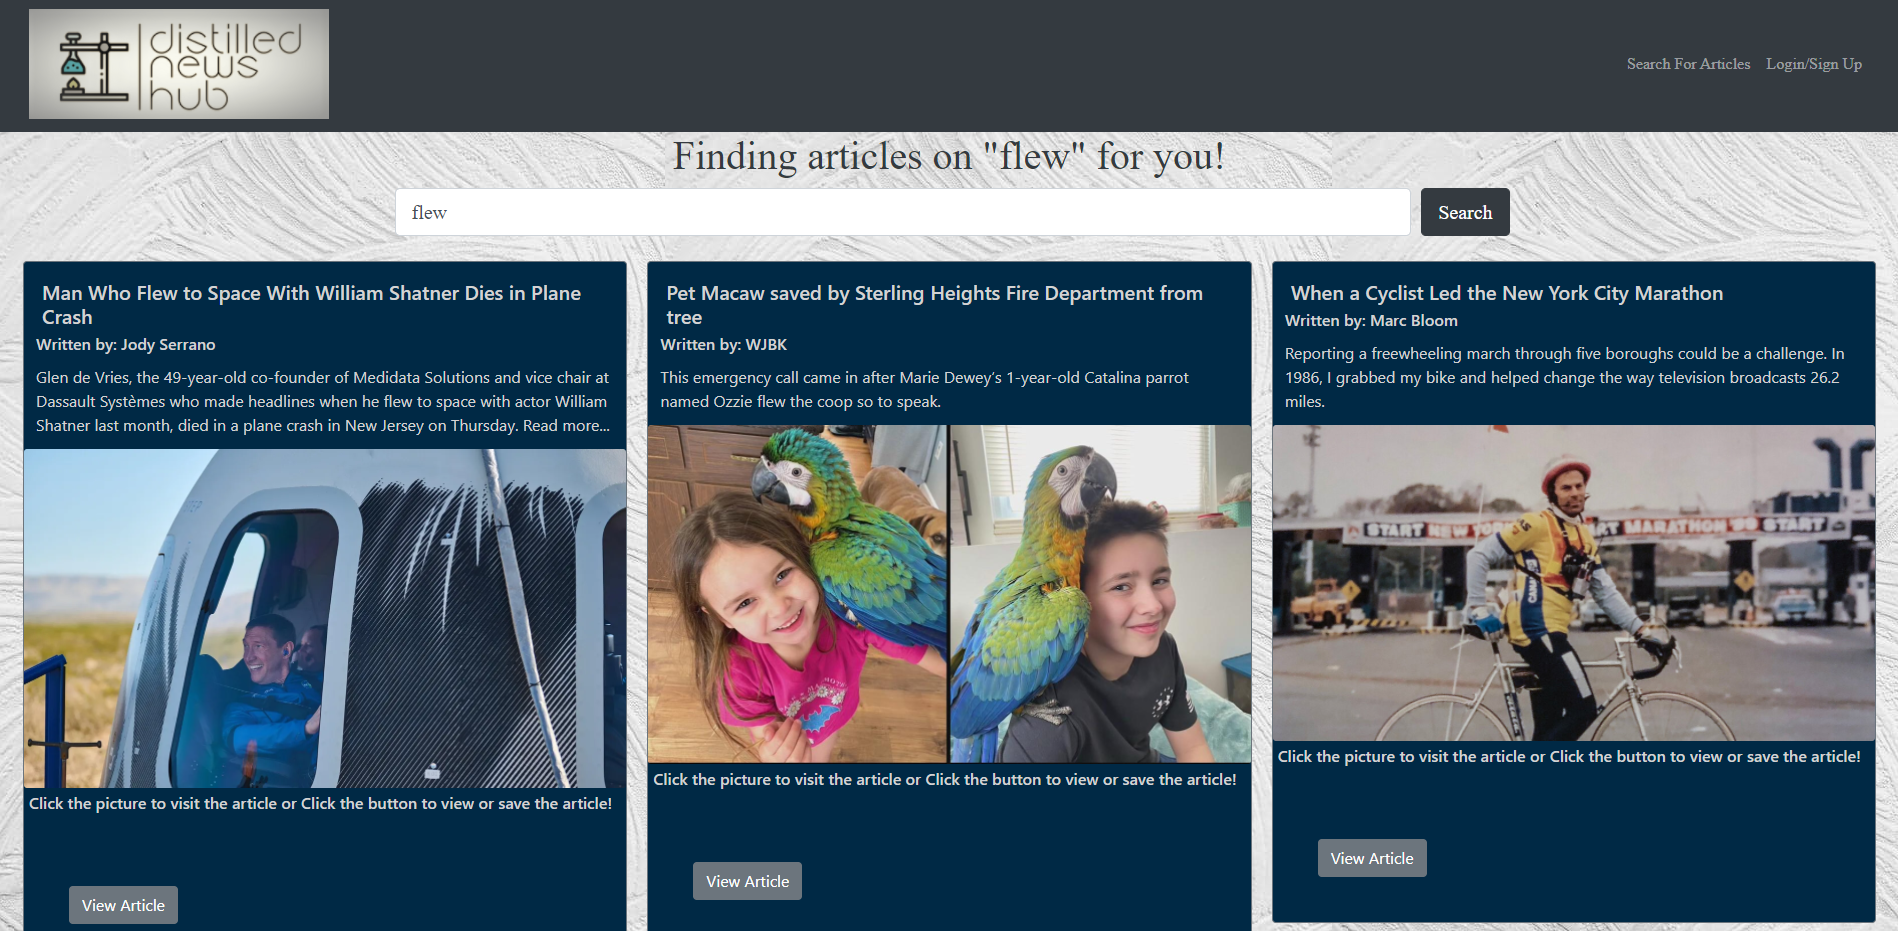 distilled
news
hub
Search For Articles
Login/Sign Up
Finding articles on "flew" for you!
flew
Search
Man Who Flew to Space With William Shatner Dies in Plane
Crash
Written by: Jody Serrano
Glen de Vries, the 49-year-old co-founder of Medidata Solutions and vice chair at
Dassault Systèmes who made headlines when he flew to space with actor William
Shatner last month, died in a plane crash in New Jersey on Thursday. Read more...
Click the picture to visit the article or Click the button to view or save the article!
View Article
Pet Macaw saved by Sterling Heights Fire Department from
tree
Written by: WJBK
This emergency call came in after Marie Dewey’s 1-year-old Catalina parrot
named Ozzie flew the coop so to speak.
Click the picture to visit the article or Click the button to view or save the article!
View Article
When a Cyclist Led the New York City Marathon
Written by: Marc Bloom
Reporting a freewheeling march through five boroughs could be a challenge. In
1986, I grabbed my bike and helped change the way television broadcasts 26.2
miles.
START NEW YORK
MARATHON
START
Click the picture to visit the article or Click the button to view or save the article!
View Article